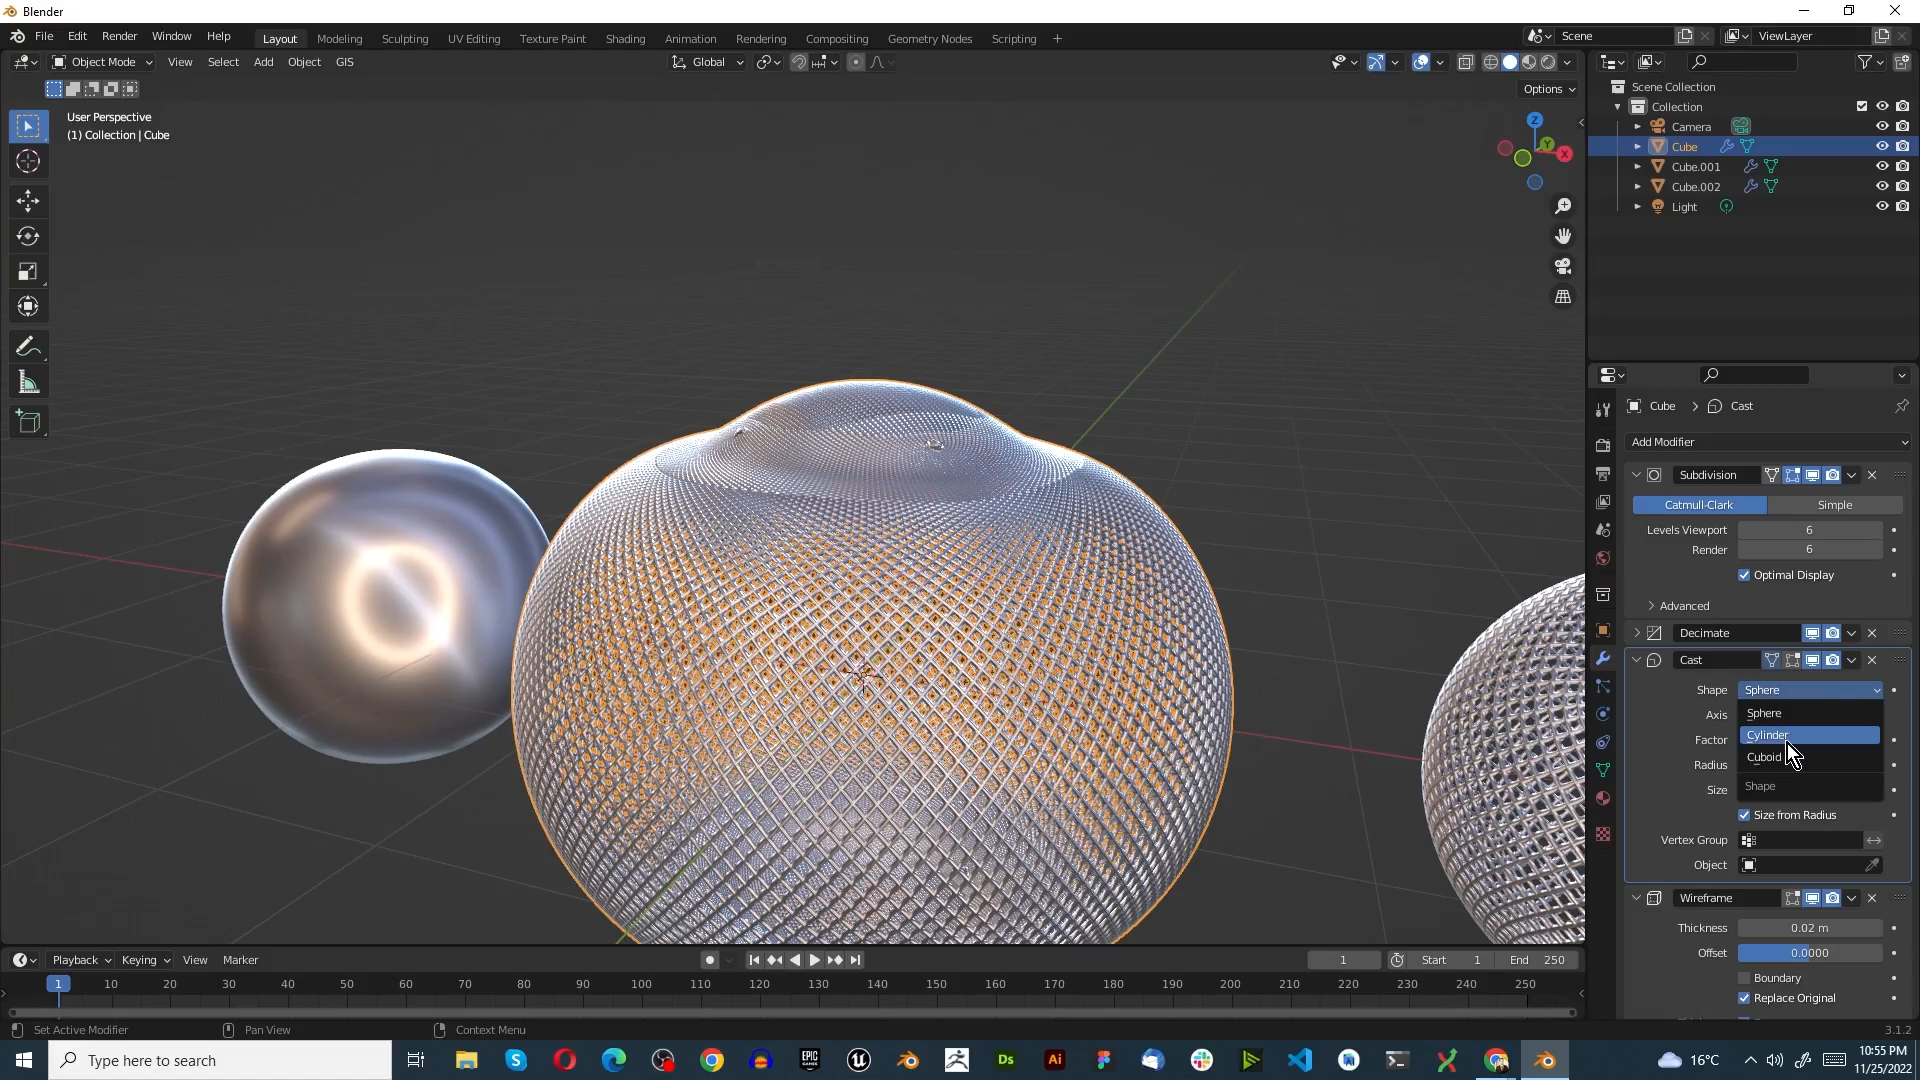 Blender
File Edit Render Window Help
Layout Modeling Sculpting UV Editing Texture Paint Shading Animation Rendering Compositing Geometry Nodes Scripting +
Scene
ViewLayer
Object Mode View Select Add Object GIS
Global
Options
User Perspective
(1) Collection | Cube
Z
Y
X
Scene Collection
Collection
Camera
Cube
Cube.001
Cube.002
Light
Cube > Cast
Add Modifier
Subdivision
Catmull-Clark Simple
Levels Viewport 6
Render 6
Optimal Display
Advanced
Decimate
Cast
Shape Sphere
Axis Sphere
Factor Cylinder
Radius Cuboid
Size Shape
Size from Radius
Vertex Group
Object
Wireframe
Thickness 0.02 m
Offset 0.0000
Boundary
Replace Original
Playback Keying View Marker
1 Start 1 End 250
1 10 20 30 40 50 60 70 80 90 100 110 120 130 140 150 160 170 180 190 200 210 220 230 240 250
Set Active Modifier Pan View Context Menu
3.1.2
Type here to search
EPIC GAMES
Ds
Ai
16°C
10:55 PM
11/25/2022